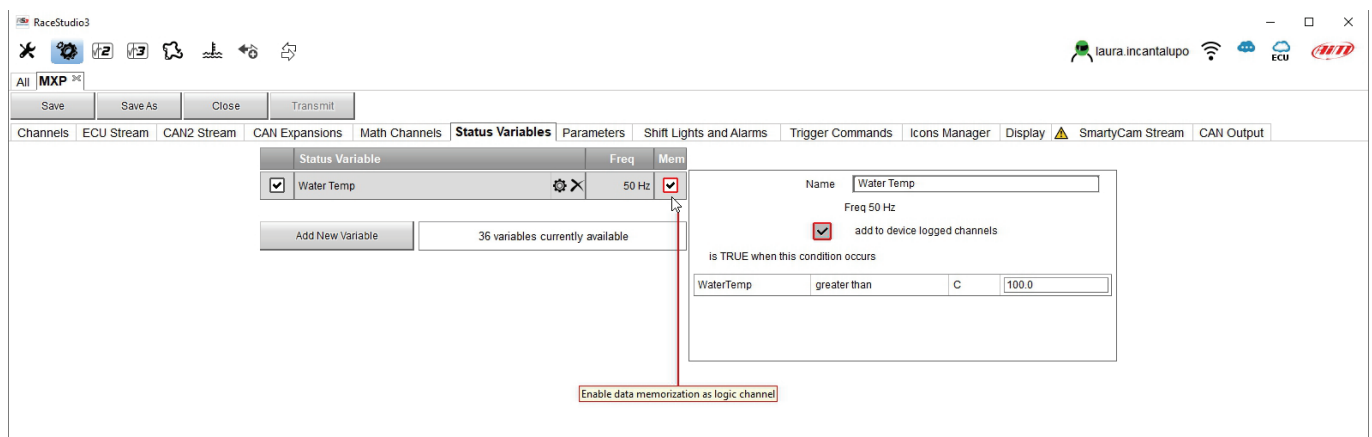 RaceStudio3
laura.incantalupo ECU AiM
All MXP
Save Save As Close Transmit
Channels ECU Stream CAN2 Stream CAN Expansions Math Channels Status Variables Parameters Shift Lights and Alarms Trigger Commands Icons Manager Display SmartyCam Stream CAN Output
Status Variable Freq Mem
Water Temp 50 Hz
Name Water Temp
Freq 50 Hz
Add New Variable 36 variables currently available
add to device logged channels
is TRUE when this condition occurs
WaterTemp greater than C 100.0
Enable data memorization as logic channel